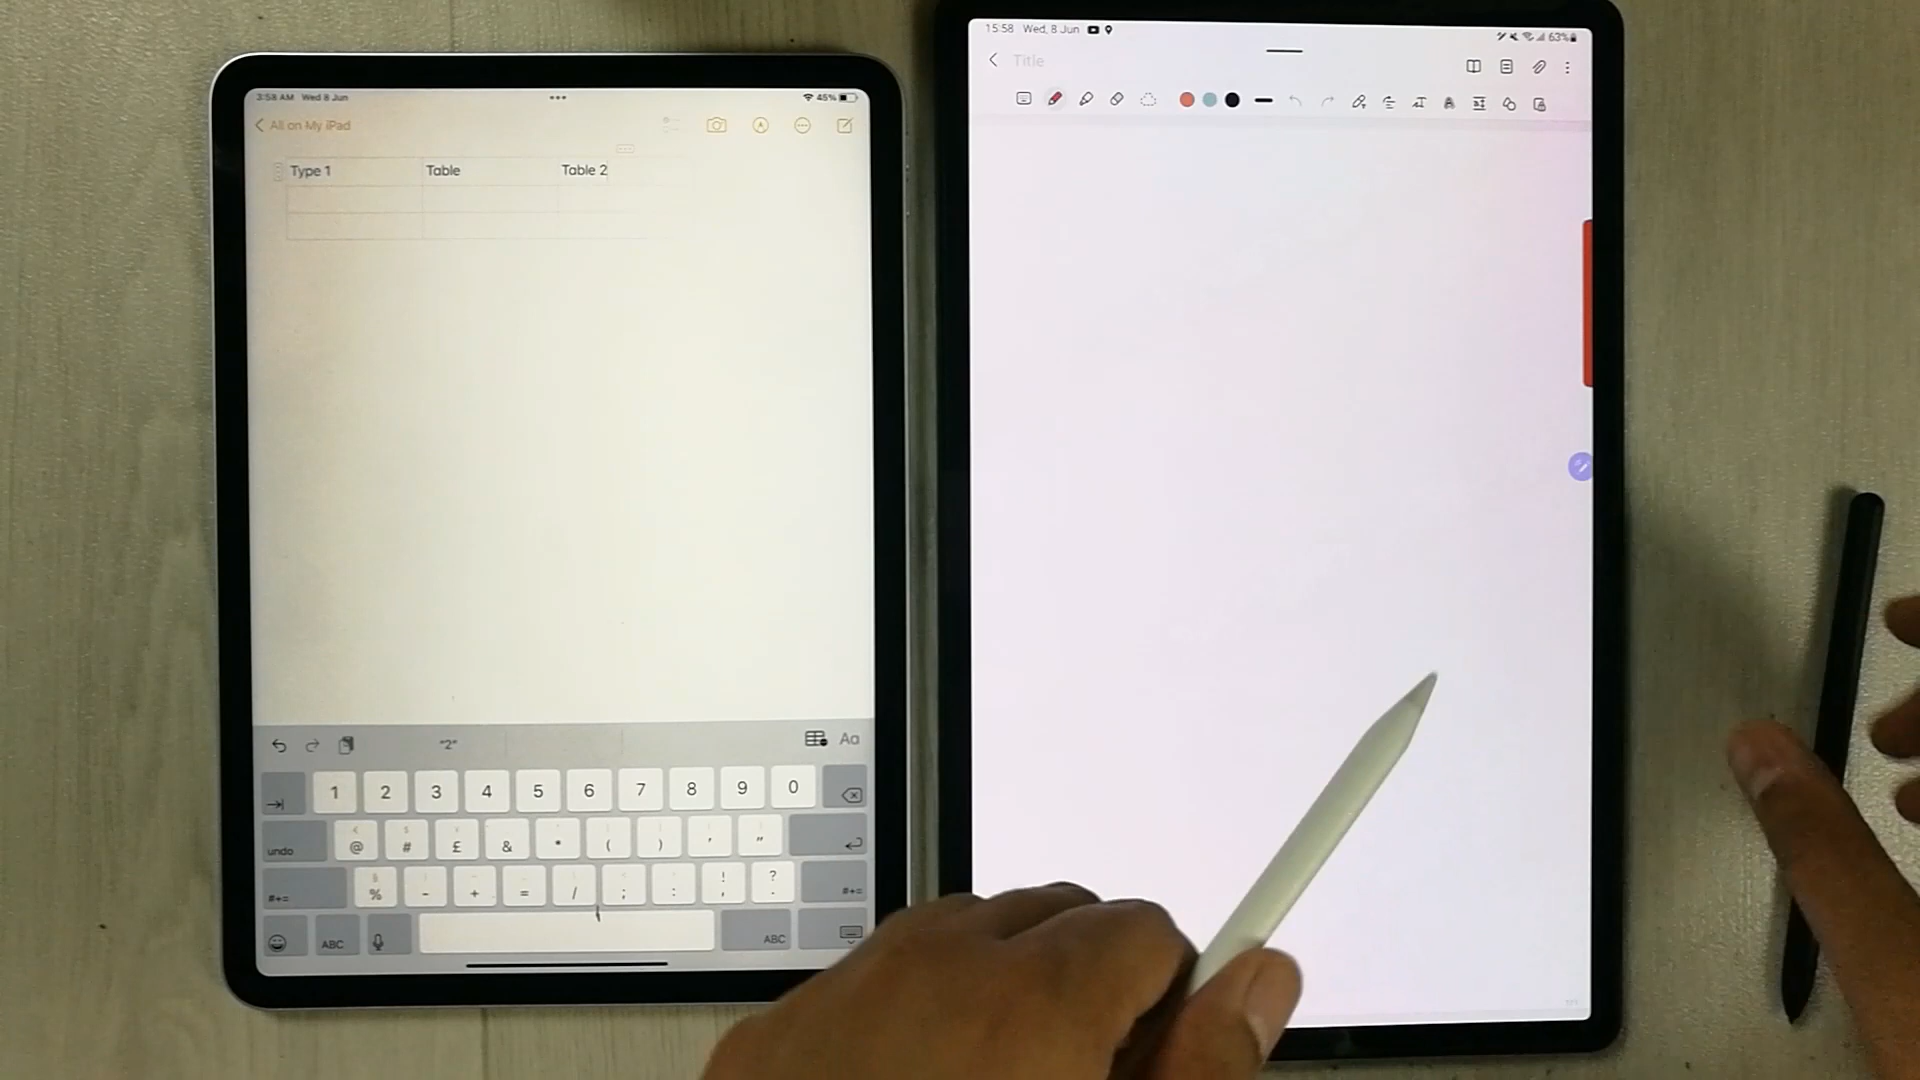 3:58 AM Wed 8 Jun
45%
All on My iPad
Type 1 Table Table 2
"2"
Aa
1 2 3 4 5 6 7 8 9 0
undo @ # £ & * ( ) ' "
#+= % - + = / ; : ! , ? . #+=
ABC ABC
15:58 Wed, 8 Jun
63%
Title